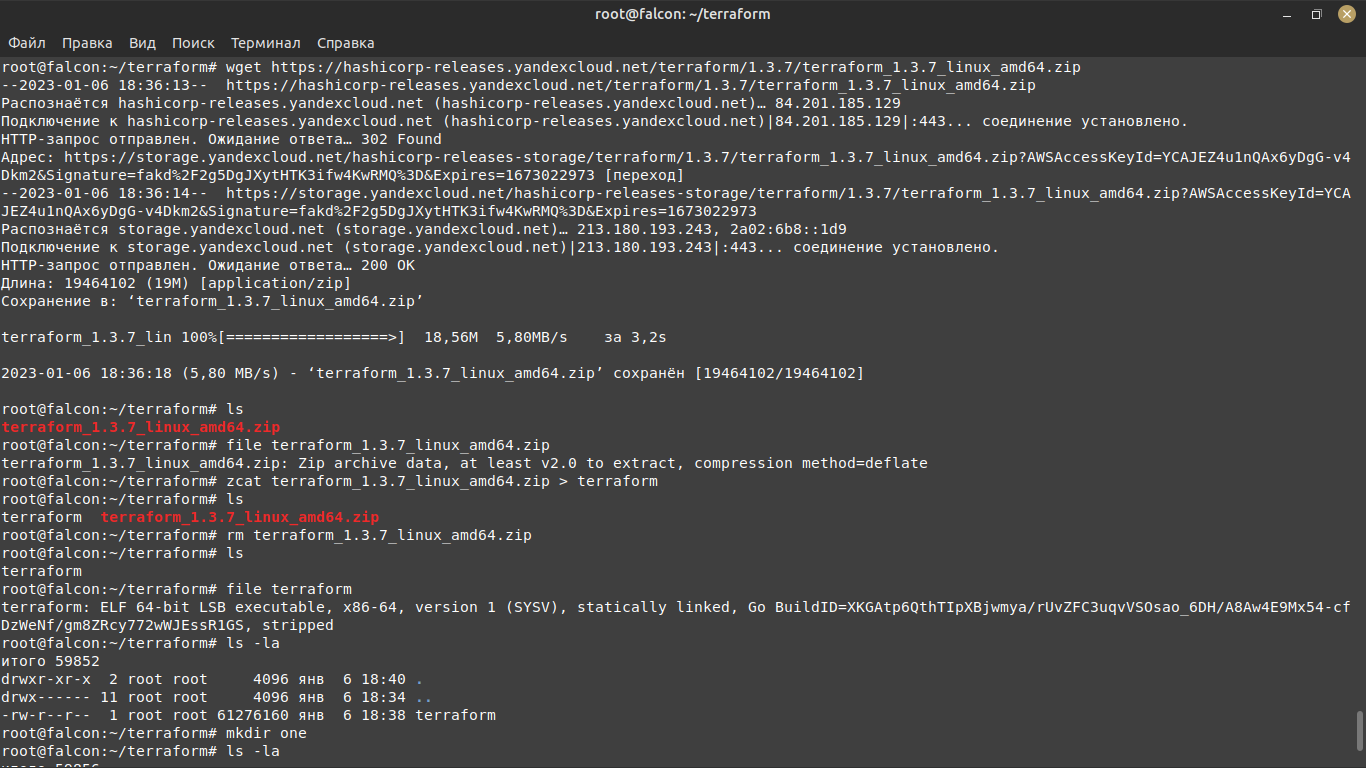 root@falcon: ~/terraform
Файл Правка Вид Поиск Терминал Справка
root@falcon:~/terraform# wget https://hashicorp-releases.yandexcloud.net/terraform/1.3.7/terraform_1.3.7_linux_amd64.zip
--2023-01-06 18:36:13--  https://hashicorp-releases.yandexcloud.net/terraform/1.3.7/terraform_1.3.7_linux_amd64.zip
Распознаётся hashicorp-releases.yandexcloud.net (hashicorp-releases.yandexcloud.net)… 84.201.185.129
Подключение к hashicorp-releases.yandexcloud.net (hashicorp-releases.yandexcloud.net)|84.201.185.129|:443... соединение установлено.
HTTP-запрос отправлен. Ожидание ответа… 302 Found
Адрес: https://storage.yandexcloud.net/hashicorp-releases-storage/terraform/1.3.7/terraform_1.3.7_linux_amd64.zip?AWSAccessKeyId=YCAJEZ4u1nQAx6yDgG-v4
Dkm2&Signature=fakd%2F2g5DgJXytHTK3ifw4KwRMQ%3D&Expires=1673022973 [переход]
--2023-01-06 18:36:14--  https://storage.yandexcloud.net/hashicorp-releases-storage/terraform/1.3.7/terraform_1.3.7_linux_amd64.zip?AWSAccessKeyId=YCA
JEZ4u1nQAx6yDgG-v4Dkm2&Signature=fakd%2F2g5DgJXytHTK3ifw4KwRMQ%3D&Expires=1673022973
Распознаётся storage.yandexcloud.net (storage.yandexcloud.net)… 213.180.193.243, 2a02:6b8::1d9
Подключение к storage.yandexcloud.net (storage.yandexcloud.net)|213.180.193.243|:443... соединение установлено.
HTTP-запрос отправлен. Ожидание ответа… 200 OK
Длина: 19464102 (19M) [application/zip]
Сохранение в: ‘terraform_1.3.7_linux_amd64.zip’
terraform_1.3.7_lin 100%[==================>]  18,56M  5,80MB/s    за 3,2s
2023-01-06 18:36:18 (5,80 MB/s) - ‘terraform_1.3.7_linux_amd64.zip’ сохранён [19464102/19464102]
root@falcon:~/terraform# ls
terraform_1.3.7_linux_amd64.zip
root@falcon:~/terraform# file terraform_1.3.7_linux_amd64.zip
terraform_1.3.7_linux_amd64.zip: Zip archive data, at least v2.0 to extract, compression method=deflate
root@falcon:~/terraform# zcat terraform_1.3.7_linux_amd64.zip > terraform
root@falcon:~/terraform# ls
terraform  terraform_1.3.7_linux_amd64.zip
root@falcon:~/terraform# rm terraform_1.3.7_linux_amd64.zip
root@falcon:~/terraform# ls
terraform
root@falcon:~/terraform# file terraform
terraform: ELF 64-bit LSB executable, x86-64, version 1 (SYSV), statically linked, Go BuildID=XKGAtp6QthTIpXBjwmya/rUvZFC3uqvVSOsao_6DH/A8Aw4E9Mx54-cf
DzWeNf/gm8ZRcy772wWJEssR1GS, stripped
root@falcon:~/terraform# ls -la
итого 59852
drwxr-xr-x  2 root root     4096 янв  6 18:40 .
drwx------ 11 root root     4096 янв  6 18:34 ..
-rw-r--r--  1 root root 61276160 янв  6 18:38 terraform
root@falcon:~/terraform# mkdir one
root@falcon:~/terraform# ls -la
итого 59856